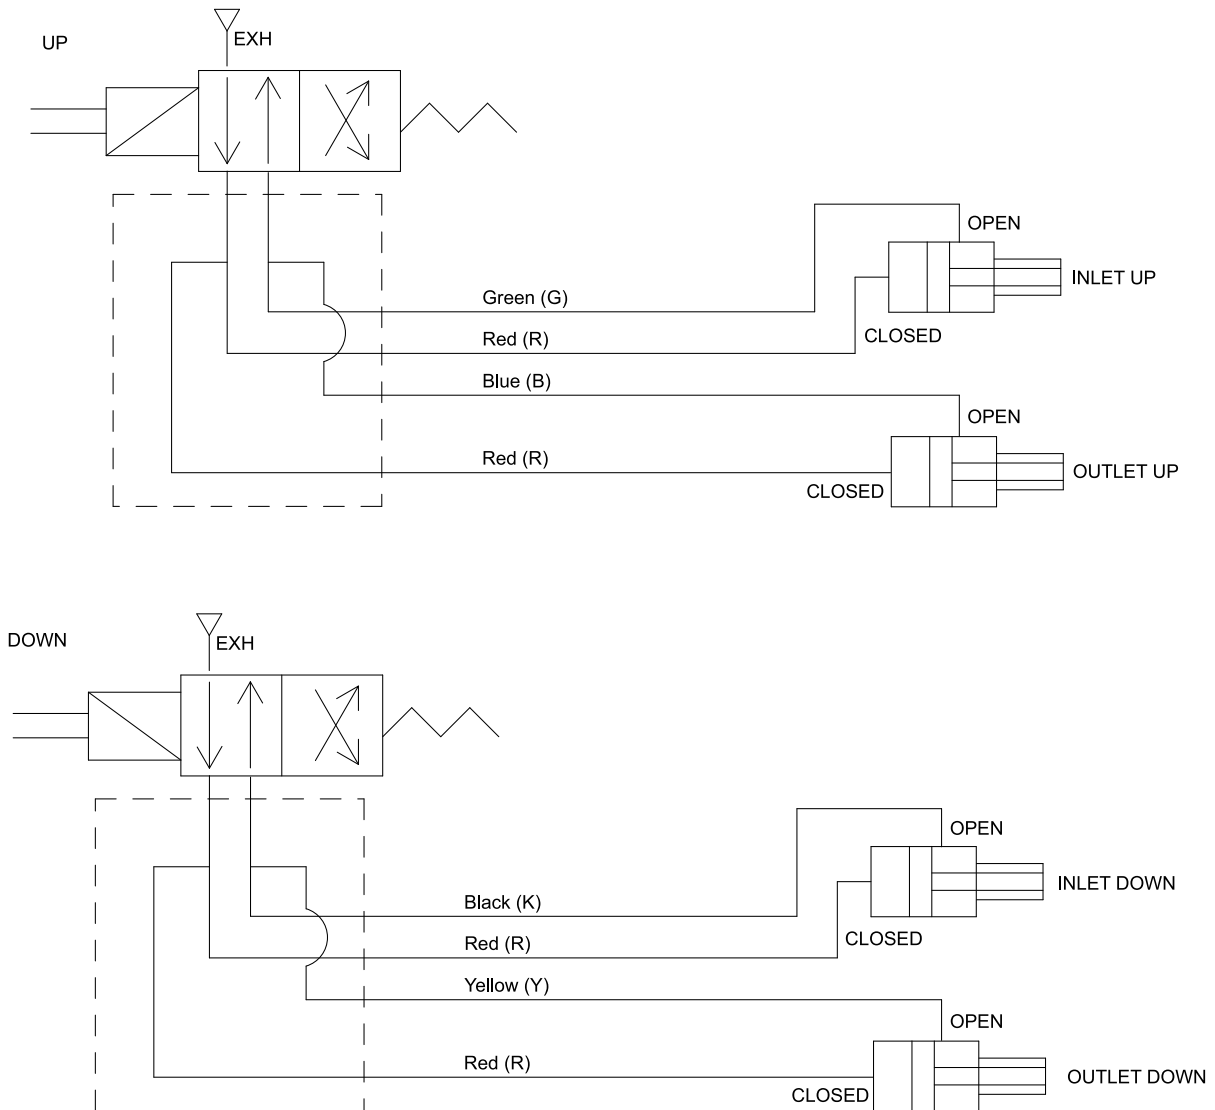 UP
EXH
OPEN
INLET UP
Green (G)
CLOSED
Red (R)
Blue (B)
OPEN
Red (R)
OUTLET UP
CLOSED
DOWN
EXH
OPEN
INLET DOWN
Black (K)
CLOSED
Red (R)
Yellow (Y)
OPEN
Red (R)
OUTLET DOWN
CLOSED